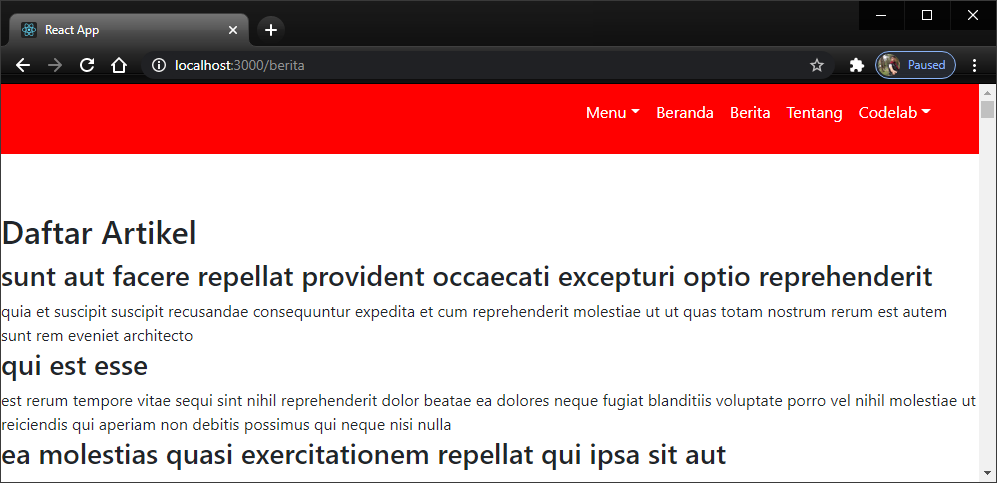 React App
localhost:3000/berita
Paused
Menu Beranda Berita Tentang Codelab
Daftar Artikel
sunt aut facere repellat provident occaecati excepturi optio reprehenderit
quia et suscipit suscipit recusandae consequuntur expedita et cum reprehenderit molestiae ut ut quas totam nostrum rerum est autem
sunt rem eveniet architecto
qui est esse
est rerum tempore vitae sequi sint nihil reprehenderit dolor beatae ea dolores neque fugiat blanditiis voluptate porro vel nihil molestiae ut
reiciendis qui aperiam non debitis possimus qui neque nisi nulla
ea molestias quasi exercitationem repellat qui ipsa sit aut